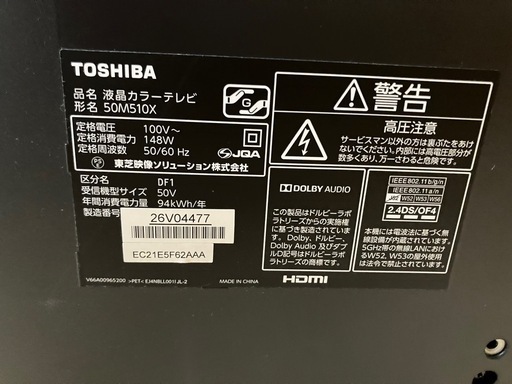 TOSHIBA
品名 液晶カラーテレビ
形名 50M510X
G
定格電圧 100V～
定格消費電力 148W
定格周波数 50/60 Hz
JQA
PS E 東芝映像ソリューション株式会社
区分名 DF1
受信機型サイズ 50V
年間消費電力量 94kWh/年
製造番号
26V04477
EC21E5F62AAA
V66A00965200 >PET< EJ4NBLL0011JL-2
MADE IN CHINA
警告
高圧注意
サービスマン以外の方は裏ぶたをあけ
ないでください。内部には高電圧部分が
数多くあり、万一さわると危険です。
DOLBY AUDIO
この製品はドルビーラボ
ラトリーズからの実施権
に基づき製造されていま
す。Dolby、ドルビー、
Dolby Audio 及びダブ
ルD記号はドルビーラボ
ラトリーズの商標です。
HDMI
IEEE802.11b/g/n
IEEE802.11a/n
W52 W53 W56
2.4DS/OF4
本機には電波法に基づく無
線設備が内蔵されています。
5GHz帯の無線LANにおけ
るW52、W53の屋外使用
は法令で禁止されています。